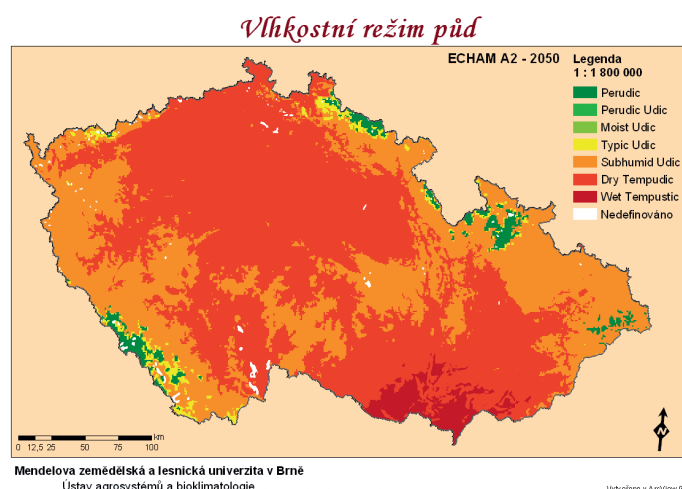 Vlhkostní režim půd
ECHAM A2 - 2050
Legenda
1 : 1 800 000
Perudic
Perudic Udic
Moist Udic
Typic Udic
Subhumid Udic
Dry Tempudic
Wet Tempustic
Nedefinováno
km
0 12,5 25 50 75 100
Mendelova zemědělská a lesnická univerzita v Brně
Ústav agrosystémů a bioklimatologie